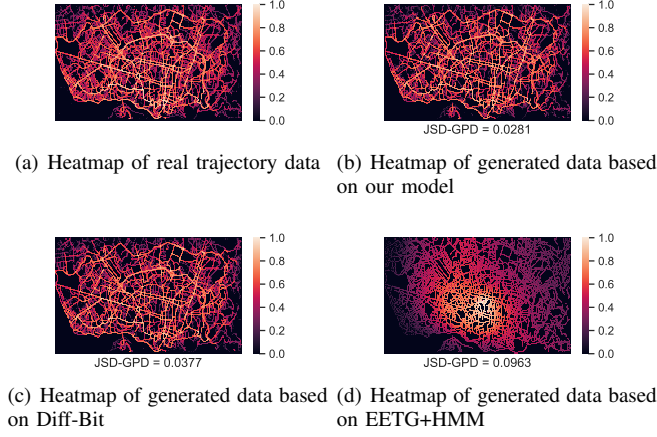 1.0
0.8
0.6
0.4
0.2
0.0
1.0
0.8
0.6
0.4
0.2
0.0
JSD-GPD = 0.0281
(a) Heatmap of real trajectory data
(b) Heatmap of generated data based
on our model
1.0
0.8
0.6
0.4
0.2
0.0
JSD-GPD = 0.0377
1.0
0.8
0.6
0.4
0.2
0.0
JSD-GPD = 0.0963
(c) Heatmap of generated data based
on Diff-Bit
(d) Heatmap of generated data based
on EETG+HMM